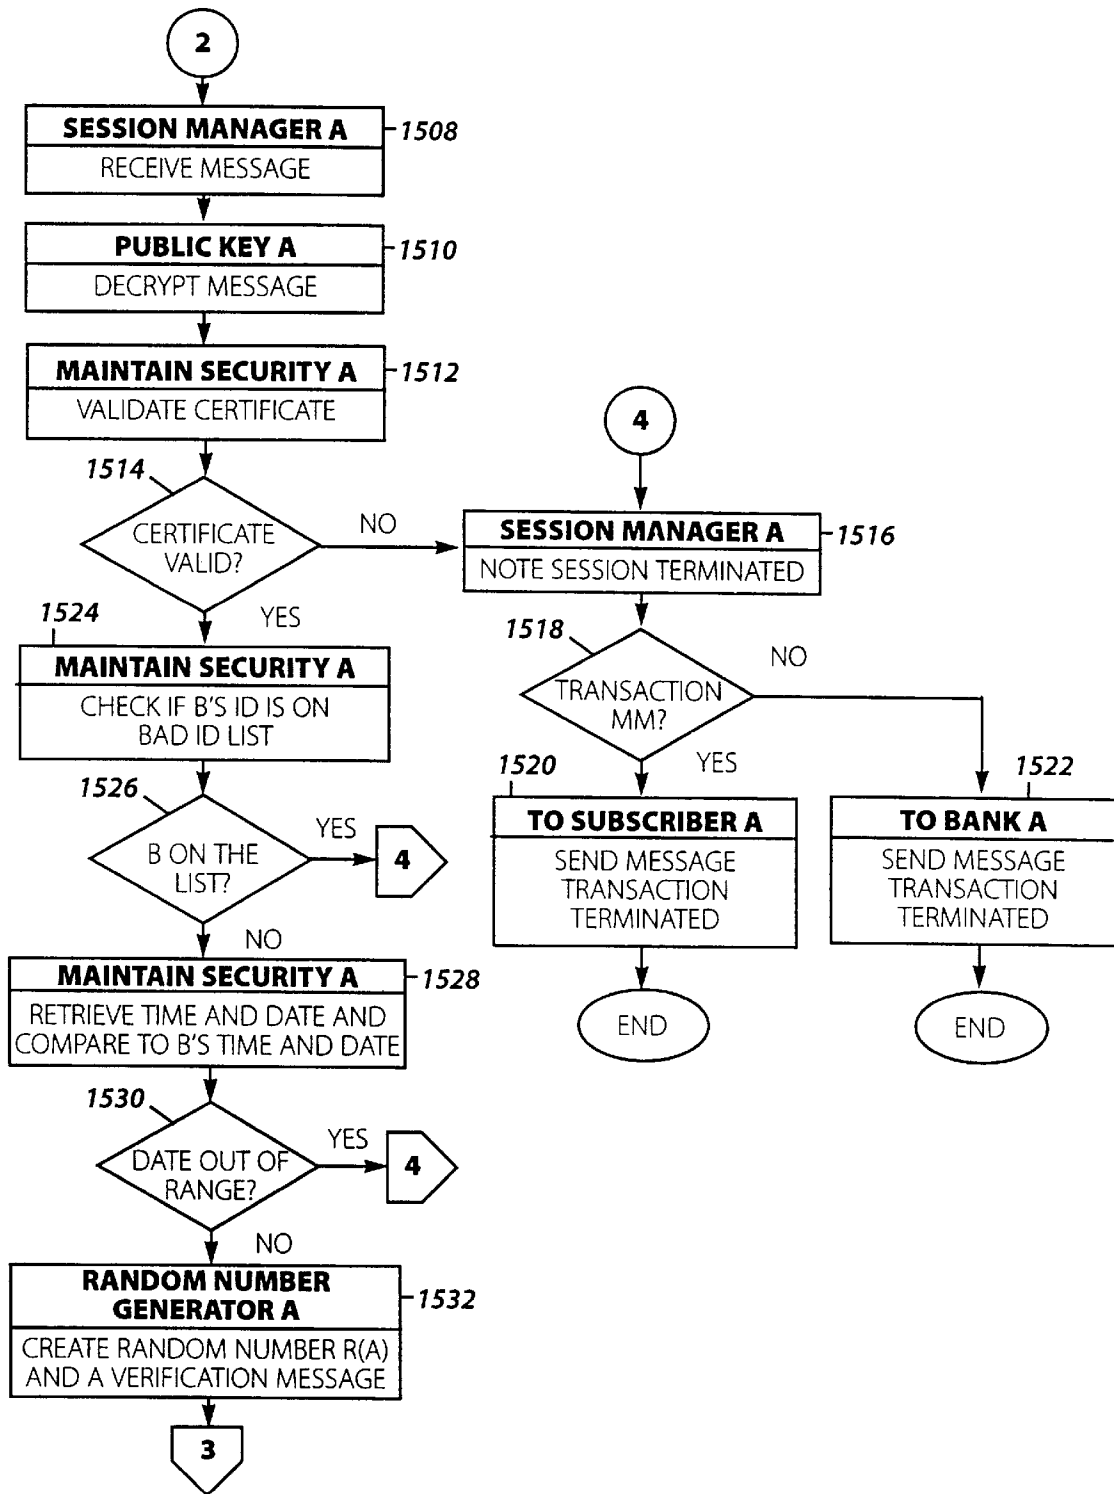 2
SESSION MANAGER A
1508
RECEIVE MESSAGE
PUBLIC KEY A
1510
DECRYPT MESSAGE
MAINTAIN SECURITY A
1512
VALIDATE CERTIFICATE
1514
CERTIFICATE
VALID?
NO
YES
4
SESSION MANAGER A
1516
NOTE SESSION TERMINATED
1518
TRANSACTION
MM?
NO
YES
1520
TO SUBSCRIBER A
SEND MESSAGE
TRANSACTION
TERMINATED
END
1522
TO BANK A
SEND MESSAGE
TRANSACTION
TERMINATED
END
1524
MAINTAIN SECURITY A
CHECK IF B'S ID IS ON
BAD ID LIST
1526
B ON THE
LIST?
YES
4
NO
MAINTAIN SECURITY A
1528
RETRIEVE TIME AND DATE AND
COMPARE TO B'S TIME AND DATE
1530
DATE OUT OF
RANGE?
YES
4
NO
RANDOM NUMBER
GENERATOR A
1532
CREATE RANDOM NUMBER R(A)
AND A VERIFICATION MESSAGE
3